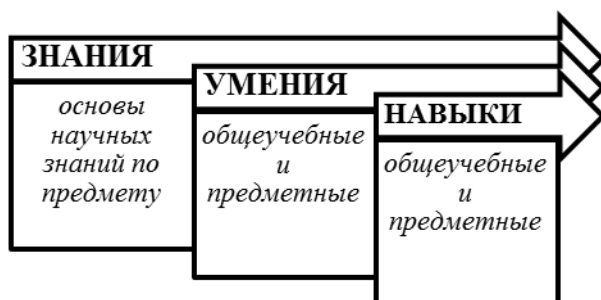 ЗНАНИЯ
основы
научных
знаний по
предмету
УМЕНИЯ
общеучебные
и
предметные
НАВЫКИ
общеучебные
и
предметные